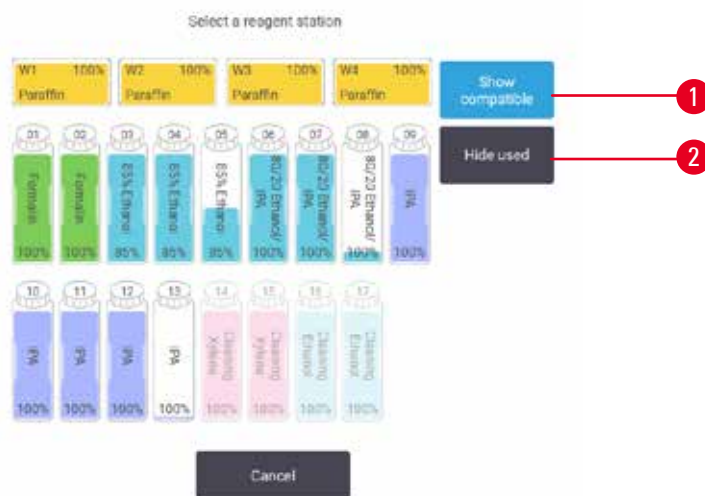 Select a reagent station
W1 100%
Paraffin
W2 100%
Paraffin
W3 100%
Paraffin
W4 100%
Paraffin
Show
compatible
1
01
Formalin
100%
02
Formalin
100%
03
85% Ethanol
85%
04
85% Ethanol
85%
05
85% Ethanol
85%
06
80/20 Ethanol/
IPA
100%
07
80/20 Ethanol/
IPA
100%
08
80/20 Ethanol/
IPA
100%
09
IPA
100%
Hide used
2
10
IPA
100%
11
IPA
100%
12
IPA
100%
13
IPA
100%
14
Cleaning
Xylene
100%
15
Cleaning
Xylene
100%
16
Cleaning
Ethanol
100%
17
Cleaning
Ethanol
100%
Cancel